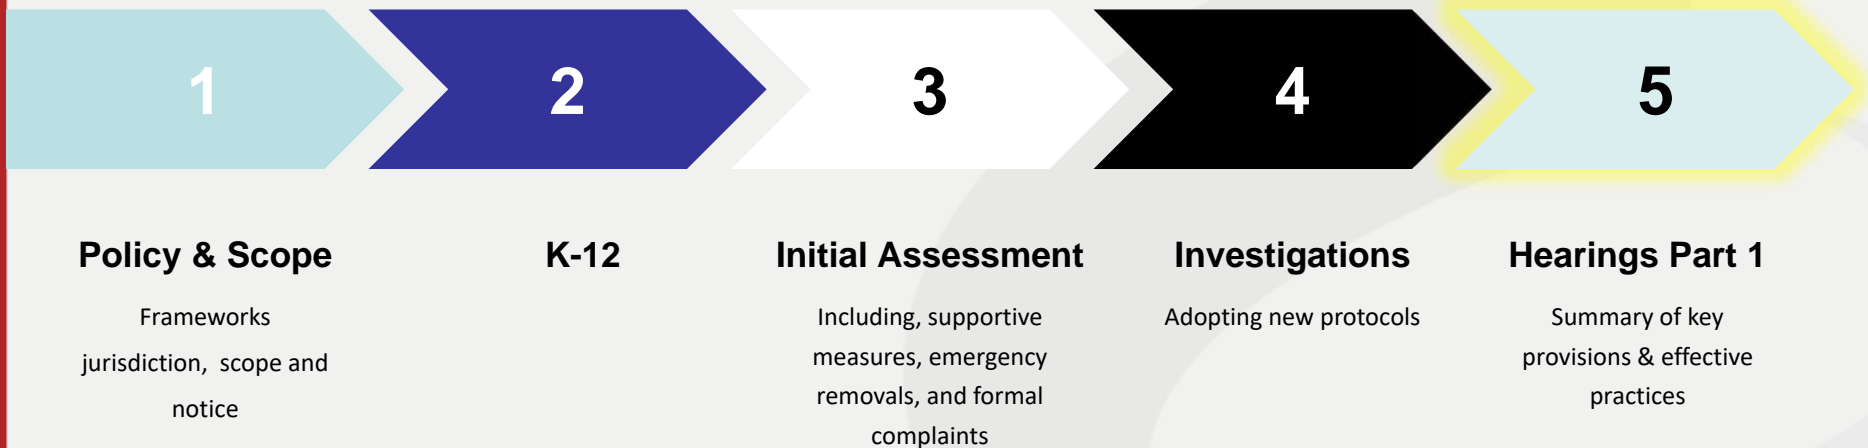 1
2
3
4
5
Policy & Scope
Frameworks
jurisdiction, scope and
notice
K-12
Initial Assessment
Including, supportive
measures, emergency
removals, and formal
complaints
Investigations
Adopting new protocols
Hearings Part 1
Summary of key
provisions & effective
practices